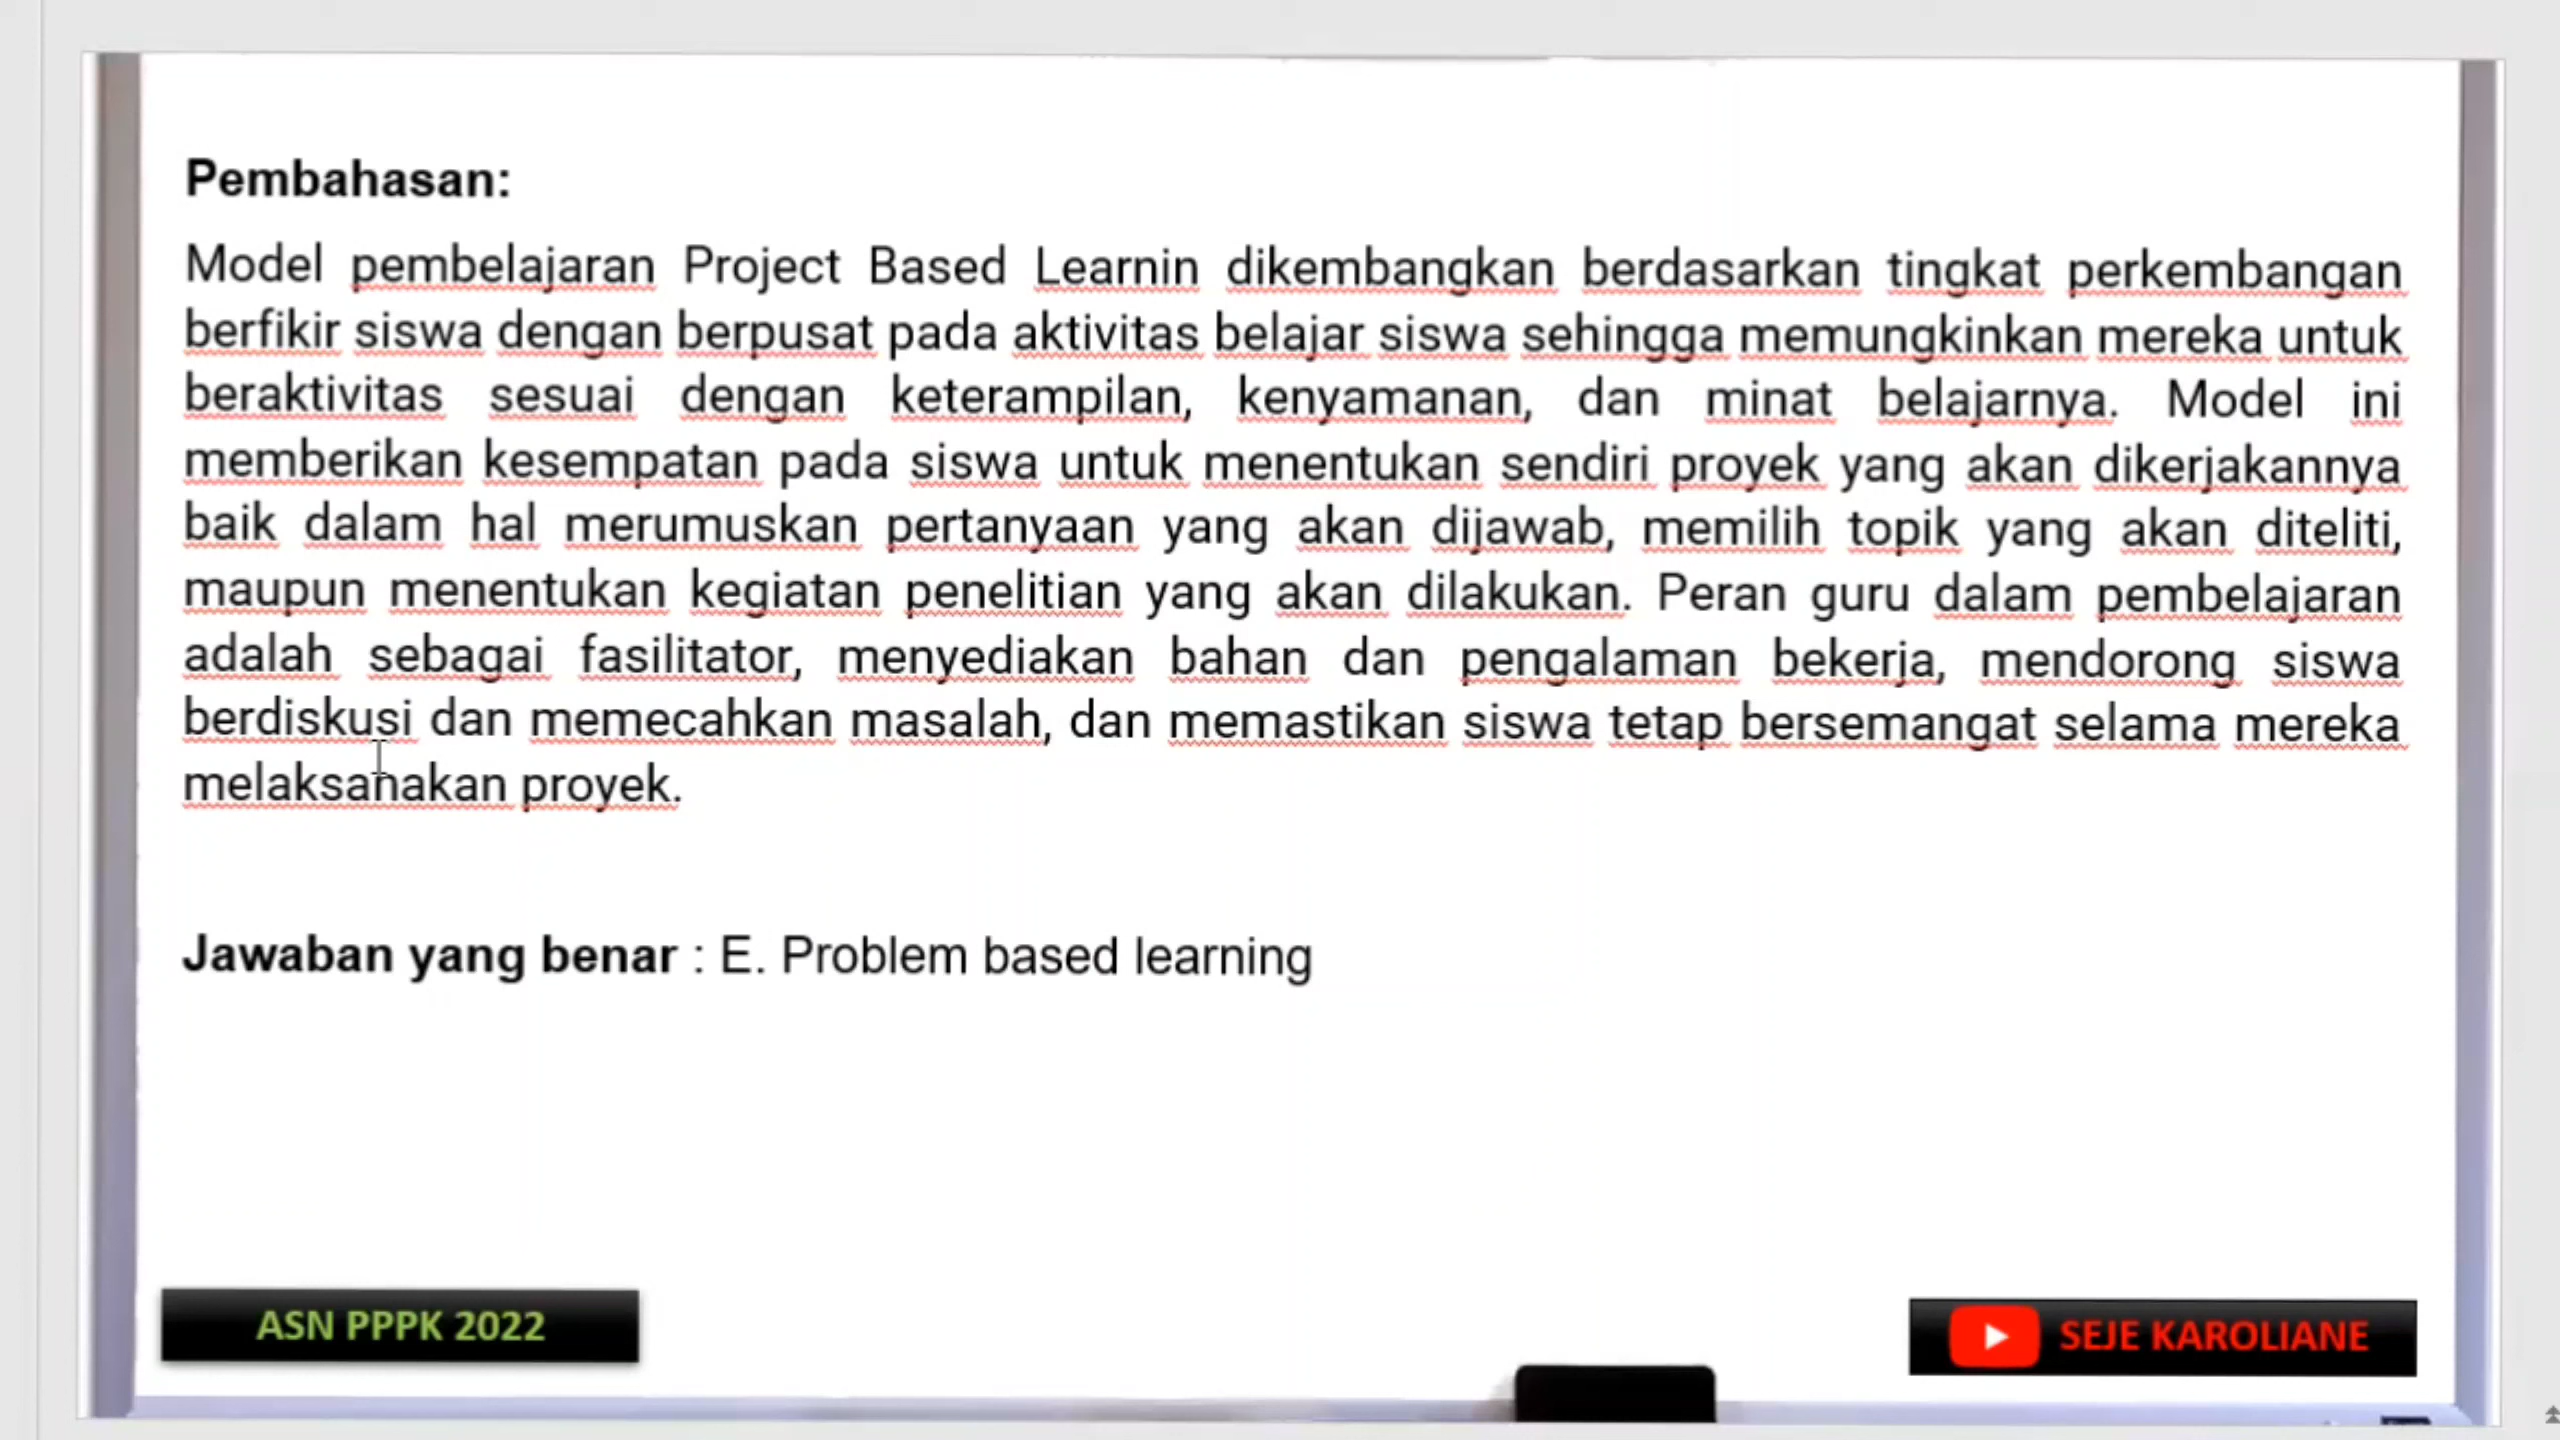 Pembahasan:
Model pembelajaran Project Based Learnin dikembangkan berdasarkan tingkat perkembangan
berfikir siswa dengan berpusat pada aktivitas belajar siswa sehingga memungkinkan mereka untuk
beraktivitas sesuai dengan keterampilan, kenyamanan, dan minat belajarnya. Model ini
memberikan kesempatan pada siswa untuk menentukan sendiri proyek yang akan dikerjakannya
baik dalam hal merumuskan pertanyaan yang akan dijawab, memilih topik yang akan diteliti,
maupun menentukan kegiatan penelitian yang akan dilakukan. Peran guru dalam pembelajaran
adalah sebagai fasilitator, menyediakan bahan dan pengalaman bekerja, mendorong siswa
berdiskusi dan memecahkan masalah, dan memastikan siswa tetap bersemangat selama mereka
melaksanakan proyek.
Jawaban yang benar : E. Problem based learning
ASN PPPK 2022
SEJE KAROLIANE